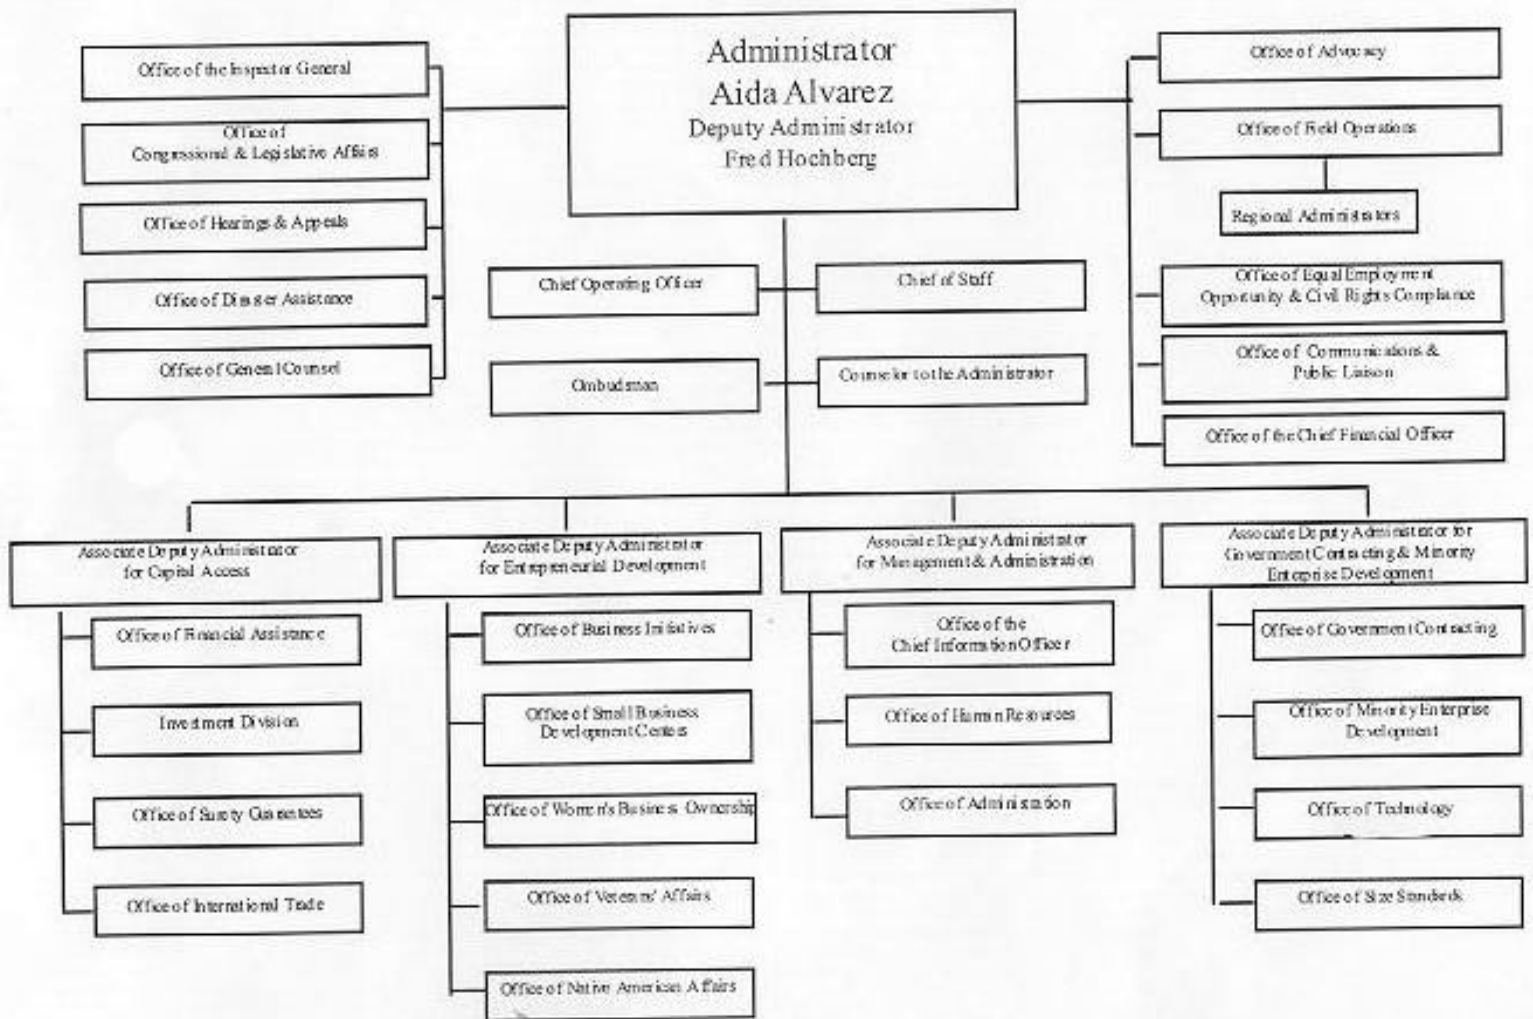 Administrator
Aida Alvarez
Deputy Administrator
Fred Hochberg
Office of the Inspector General
Office of
Congressional & Legislative Affairs
Office of Hearings & Appeals
Office of Disaster Assistance
Office of General Counsel
Office of Advocacy
Office of Field Operations
Regional Administrators
Office of Equal Employment
Opportunity & Civil Rights Compliance
Office of Communications &
Public Liaison
Office of the Chief Financial Officer
Chief Operating Officer
Chief of Staff
Ombudsman
Counselor to the Administrator
Associate Deputy Administrator
for Capital Access
Office of Financial Assistance
Investment Division
Office of Surety Guarantees
Office of International Trade
Associate Deputy Administrator
for Entrepreneurial Development
Office of Business Initiatives
Office of Small Business
Development Centers
Office of Women's Business Ownership
Office of Veterans' Affairs
Office of Native American Affairs
Associate Deputy Administrator
for Management & Administration
Office of the
Chief Information Officer
Office of Human Resources
Office of Administration
Associate Deputy Administrator for
Government Contracting & Minority
Enterprise Development
Office of Government Contracting
Office of Minority Enterprise
Development
Office of Technology
Office of Size Standards